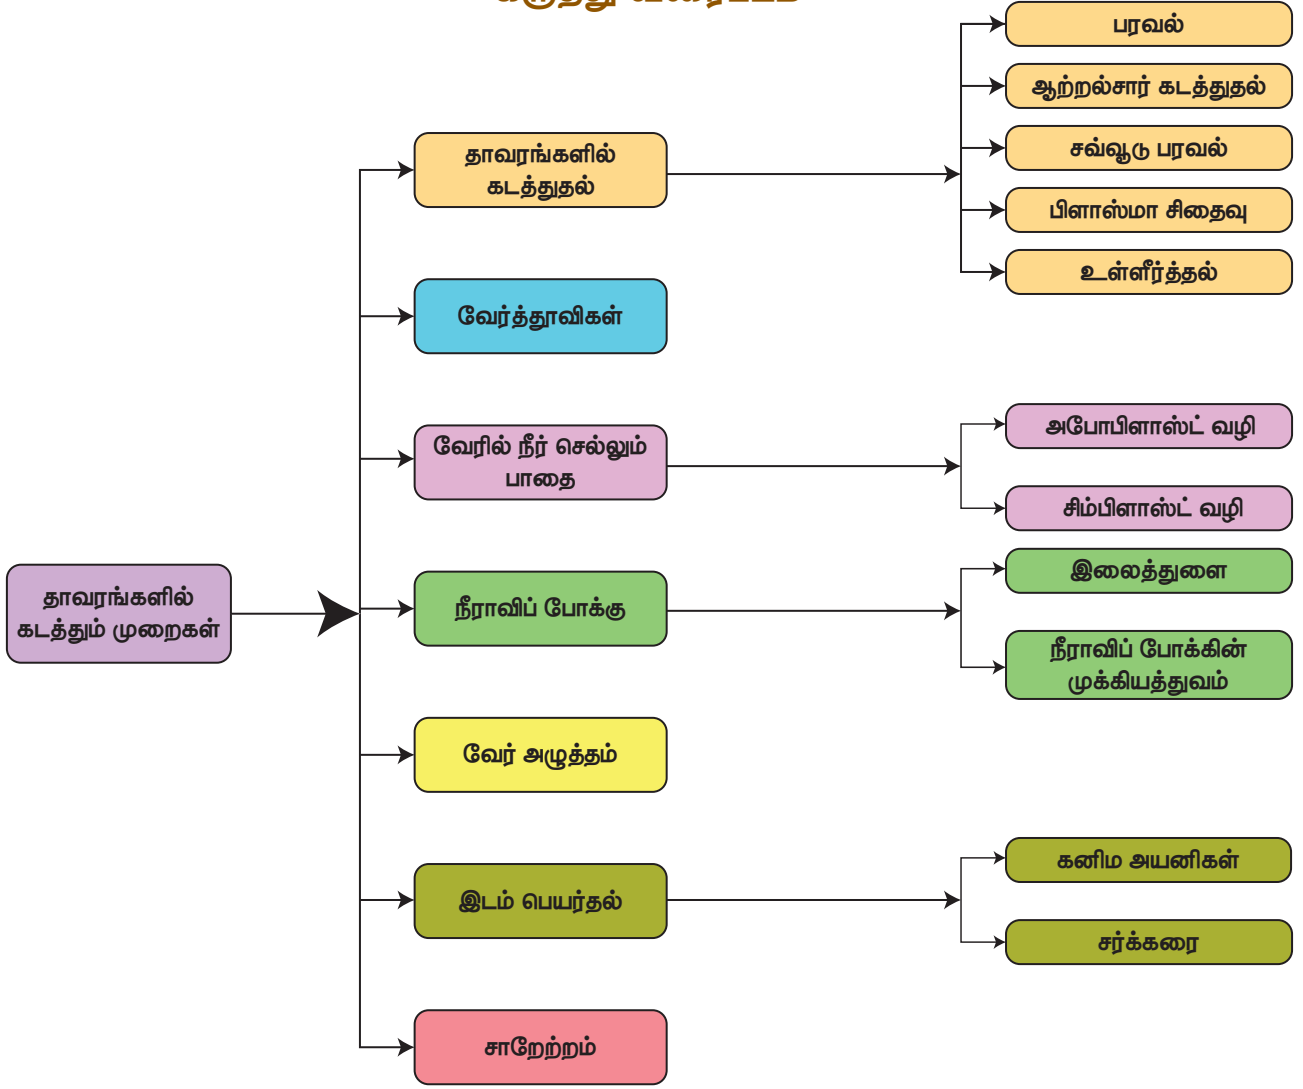 தாவரங்களில்
கடத்தும் முறைகள்
தாவரங்களில்
கடத்துதல்
பரவல்
ஆற்றல்சார் கடத்துதல்
சவ்வூடு பரவல்
பிளாஸ்மா சிதைவு
உள்ளீர்த்தல்
வேர்த்தூவிகள்
வேரில் நீர் செல்லும்
பாதை
அபோபிளாஸ்ட் வழி
சிம்பிளாஸ்ட் வழி
நீராவிப் போக்கு
இலைத்துளை
நீராவிப் போக்கின்
முக்கியத்துவம்
வேர் அழுத்தம்
இடம் பெயர்தல்
கனிம அயனிகள்
சர்க்கரை
சாறேற்றம்